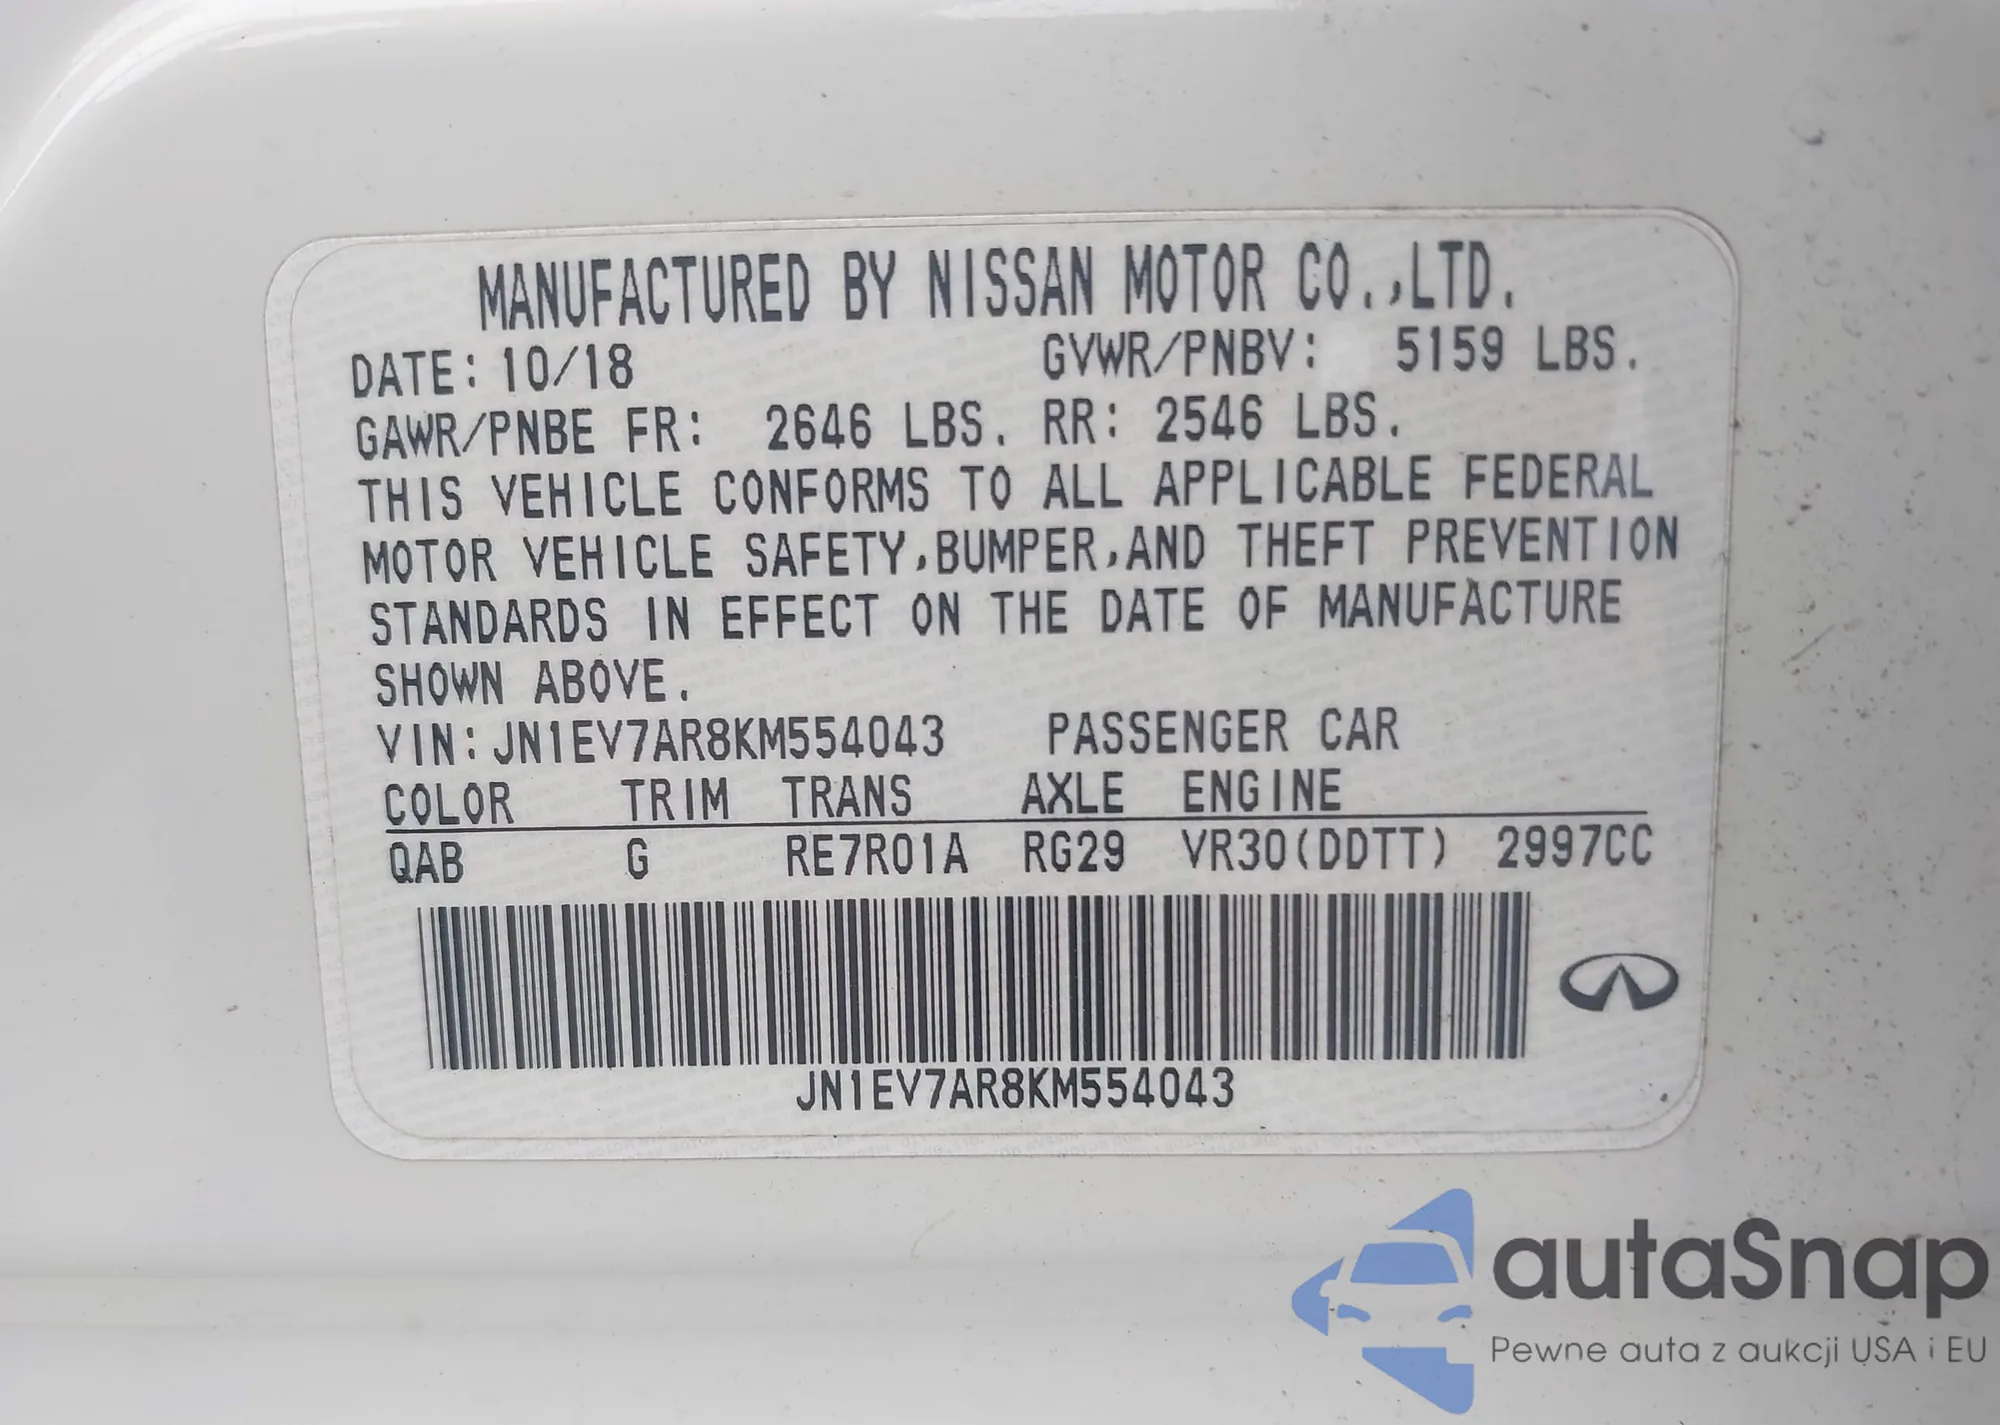 MANUFACTURED BY NISSAN MOTOR CO.,LTD.
DATE: 10/18 GVWR/PNBV: 5159 LBS.
GAWR/PNBE FR: 2646 LBS. RR: 2546 LBS.
THIS VEHICLE CONFORMS TO ALL APPLICABLE FEDERAL
MOTOR VEHICLE SAFETY,BUMPER,AND THEFT PREVENTION
STANDARDS IN EFFECT ON THE DATE OF MANUFACTURE
SHOWN ABOVE.
VIN:JN1EV7AR8KM554043 PASSENGER CAR
COLOR TRIM TRANS AXLE ENGINE
QAB G RE7R01A RG29 VR30(DDTT) 2997CC
JN1EV7AR8KM554043
autaSnap
Pewne auta z aukcji USA i EU